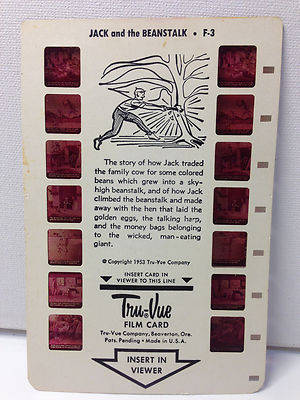 JACK and the BEANSTALK • F-3
The story of how Jack traded
the family cow for some colored
beans which grew into a sky-
high beanstalk, and of how Jack
climbed the beanstalk and made
away with the hen that laid the
golden eggs, the talking harp,
and the money bags belonging
to the wicked, man-eating
giant.
© Copyright 1953 Tru-Vue Company
INSERT CARD IN
VIEWER TO THIS LINE
Tru-Vue
FILM CARD
Tru-Vue Company, Beaverton, Ore.
Pats. Pending • Made in U.S.A.
INSERT IN
VIEWER